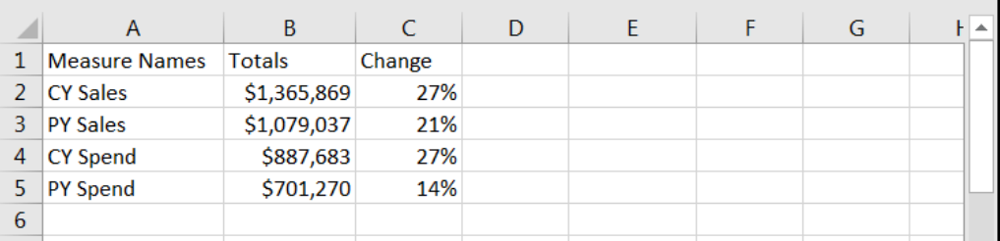 A B C D E F G
1 Measure Names Totals Change
2 CY Sales $1,365,869 27%
3 PY Sales $1,079,037 21%
4 CY Spend $887,683 27%
5 PY Spend $701,270 14%
6